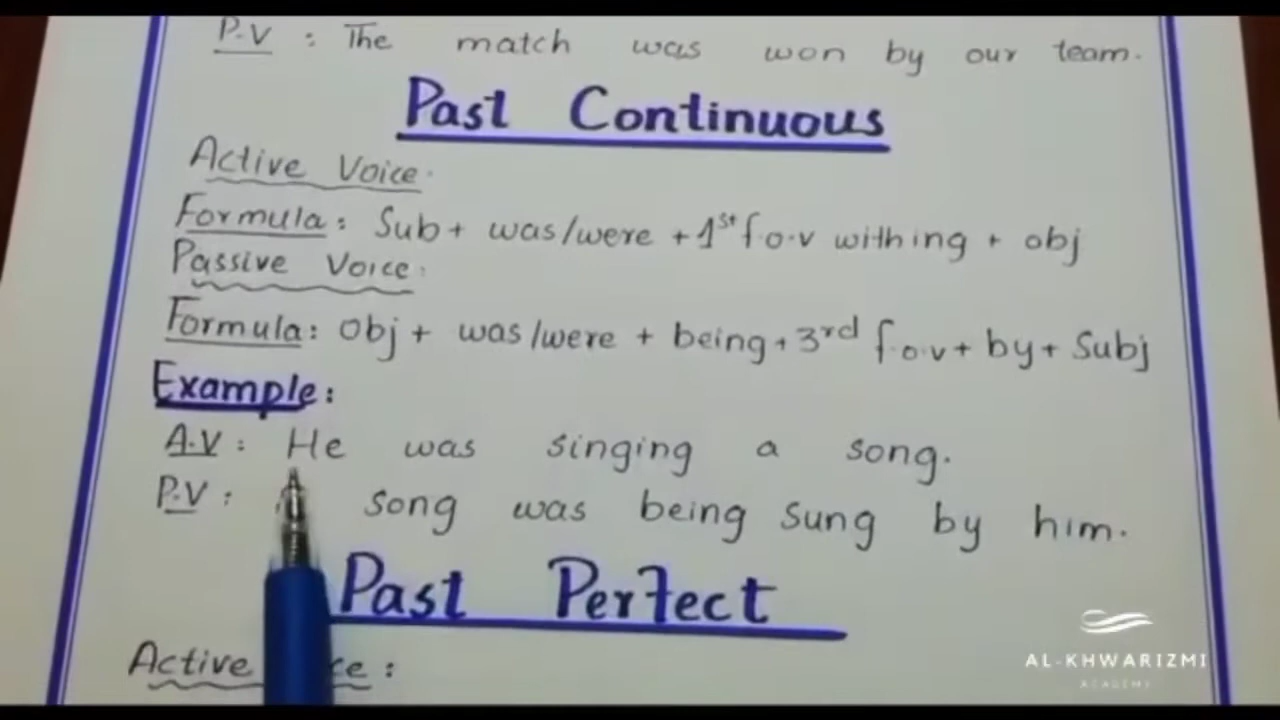 P.V : The match was won by our team.
Past Continuous
Active Voice.
Formula: Sub + was/were + 1st f.o.v with ing + obj
Passive Voice:
Formula: Obj + was/were + being + 3rd f.o.v + by + Subj
Example:
A.V: He was singing a song.
P.V: song was being sung by him.
Past Perfect
Active :
AL-KHWARIZMI
ACADEMY